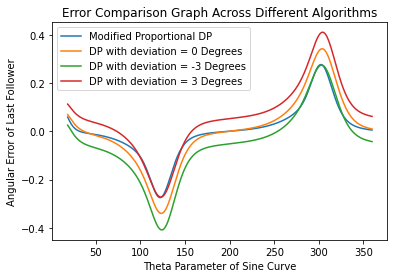 Error Comparison Graph Across Different Algorithms
Modified Proportional DP
DP with deviation = 0 Degrees
DP with deviation = -3 Degrees
DP with deviation = 3 Degrees
Angular Error of Last Follower
0.4
0.2
0.0
−0.2
−0.4
50 100 150 200 250 300 350
Theta Parameter of Sine Curve